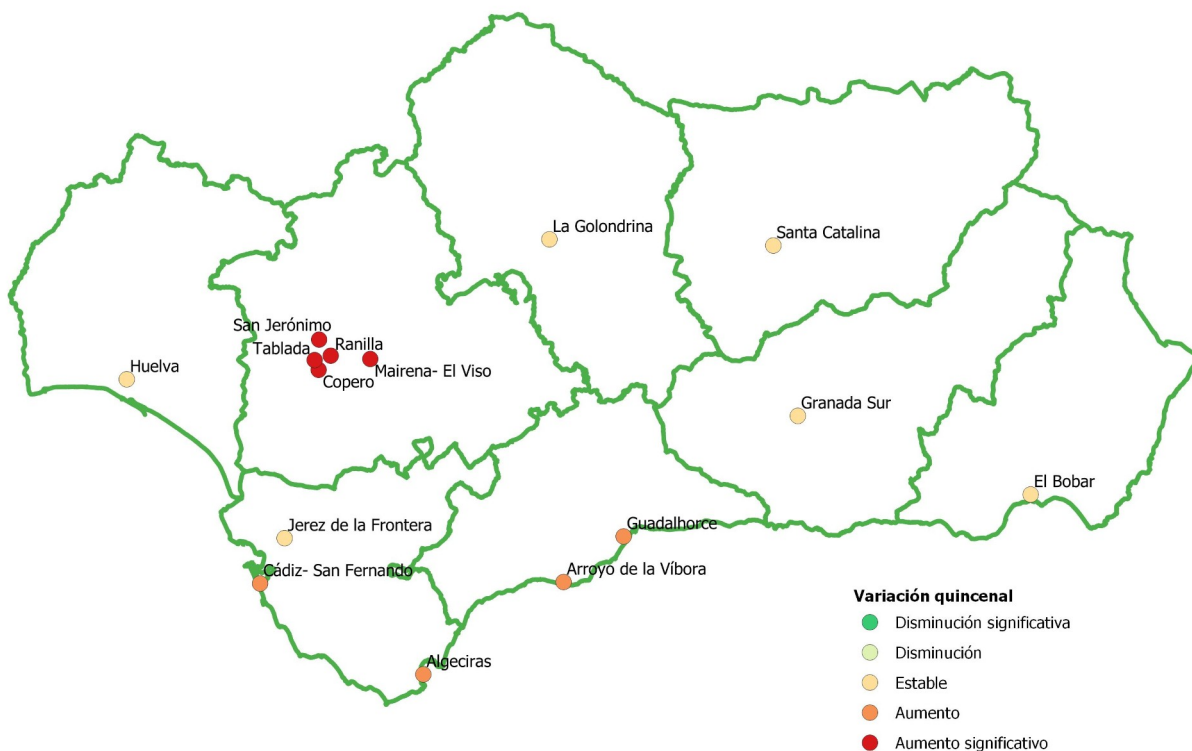 La Golondrina
Santa Catalina
San Jerónimo
Ranilla
Tablada
Mairena- El Viso
Copero
Huelva
Granada Sur
El Bobar
Jerez de la Frontera
Guadalhorce
Cádiz- San Fernando
Arroyo de la Víbora
Algeciras
Variación quincenal
Disminución significativa
Disminución
Estable
Aumento
Aumento significativo